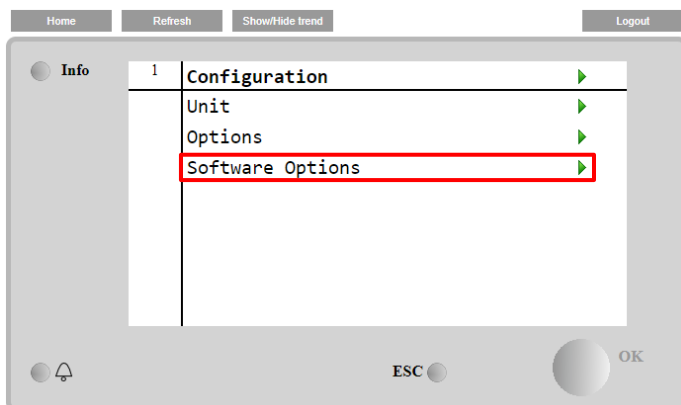 Home Refresh Show/Hide trend Logout
Info
1 Configuration
Unit
Options
Software Options
ESC
OK